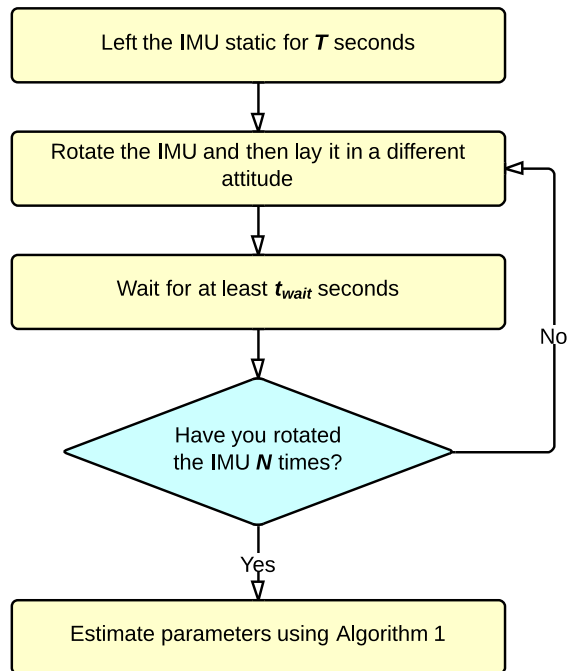 Left the IMU static for T seconds
Rotate the IMU and then lay it in a different
attitude
Wait for at least t_wait seconds
No
Have you rotated
the IMU N times?
Yes
Estimate parameters using Algorithm 1